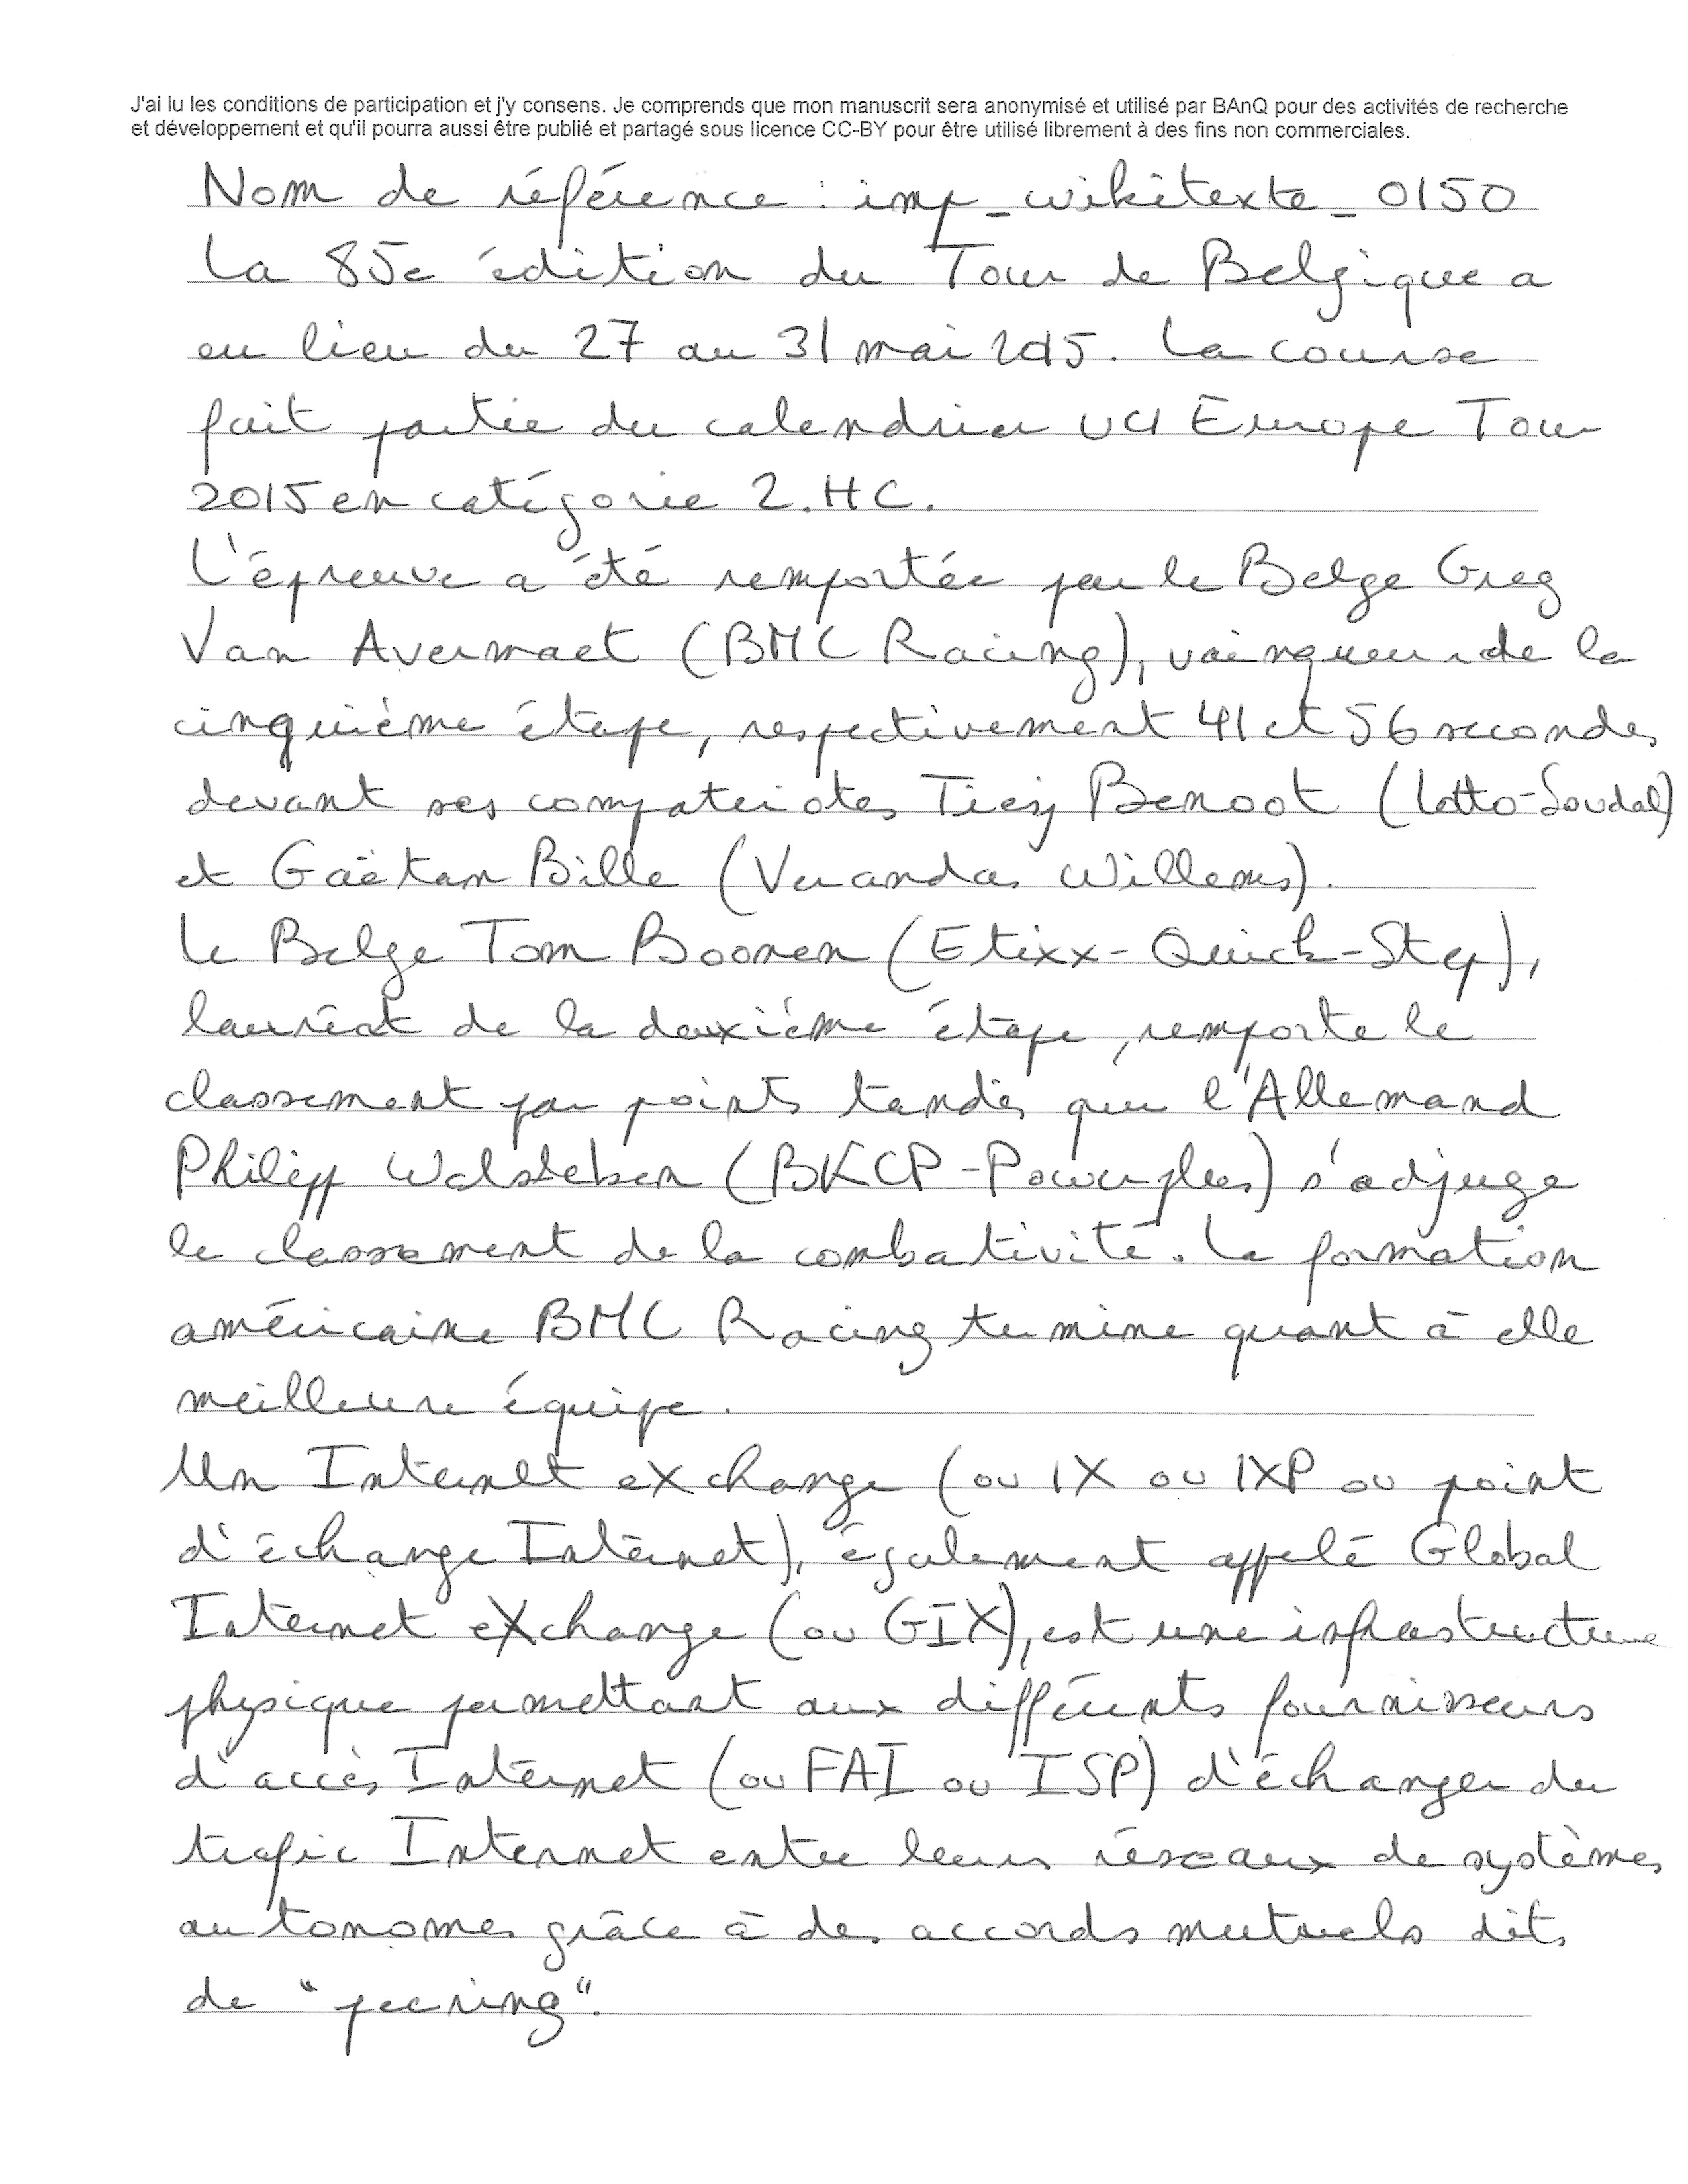 J'ai lu les conditions de participation et j'y consens. Je comprends que mon manuscrit sera anonymisé et utilisé par BAnQ pour des activités de recherche
et développement et qu'il pourra aussi être publié et partagé sous licence CC-BY pour être utilisé librement à des fins non commerciales.
Nom de référence : imp_wikitexte_0150
La 85e édition du Tour de Belgique a
eu lieu du 27 au 31 mai 2015. La course
fait partie du calendrier UCI Europe Tour
2015 en catégorie 2.HC.
L'épreuve a été remportée par le Belge Greg
Van Avermaet (BMC Racing), vainqueur de la
cinquième étape, respectivement 41 et 56 secondes
devant ses compatriotes Tiesj Benoot (Lotto-Soudal)
et Gaëtan Bille (Verandas Willems).
Le Belge Tom Boonen (Etixx-Quick-Step),
lauréat de la deuxième étape, remporte le
classement par points tandis que l'Allemand
Philipp Walsleben (BKCP-Powerplus) s'adjuge
le classement de la combativité. La formation
américaine BMC Racing termine quant à elle
meilleure équipe.
Un Internet eXchange (ou IX ou IXP ou point
d'échange Internet), également appelé Global
Internet eXchange (ou GIX), est une infrastructure
physique permettant aux différents fournisseurs
d'accès Internet (ou FAI ou ISP) d'échanger du
trafic Internet entre leurs réseaux de systèmes
autonomes grâce à des accords mutuels dits
de "peering".